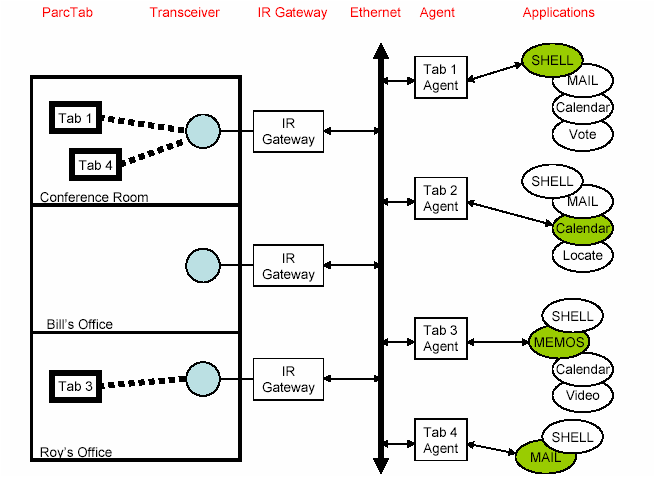 ParcTab Transceiver IR Gateway Ethernet Agent Applications
Tab 1
Tab 4
Conference Room
Bill's Office
Tab 3
Roy's Office
IR
Gateway
IR
Gateway
IR
Gateway
Tab 1
Agent
SHELL
MAIL
Calendar
Vote
Tab 2
Agent
SHELL
MAIL
Calendar
Locate
Tab 3
Agent
SHELL
MEMOS
Calendar
Video
Tab 4
Agent
SHELL
MAIL